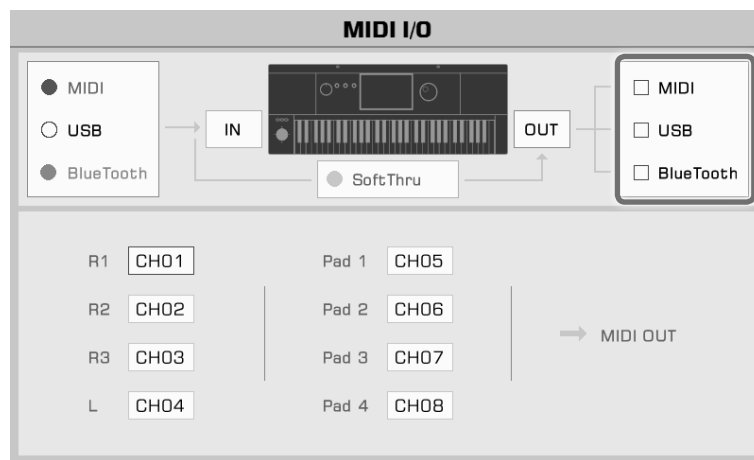 MIDI I/O
MIDI
USB
BlueTooth
IN
SoftThru
OUT
MIDI
USB
BlueTooth
R1 CH01
R2 CH02
R3 CH03
L CH04
Pad 1 CH05
Pad 2 CH06
Pad 3 CH07
Pad 4 CH08
MIDI OUT